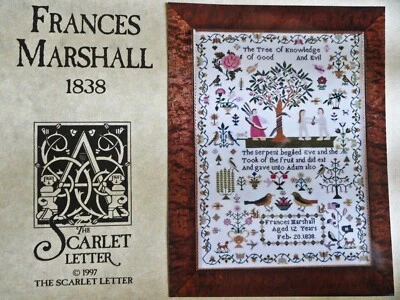 FRANCES
MARSHALL
1838
THE
SCARLET
LETTER
© 1997
THE SCARLET LETTER
The Tree of Knowledge
of Good And Evil
The Serpent begiled Eve and she
Took of the fruit and did eat
And gave unto Adam also
Frances Marshall
Aged 12 Years
Feb. 20.1838.